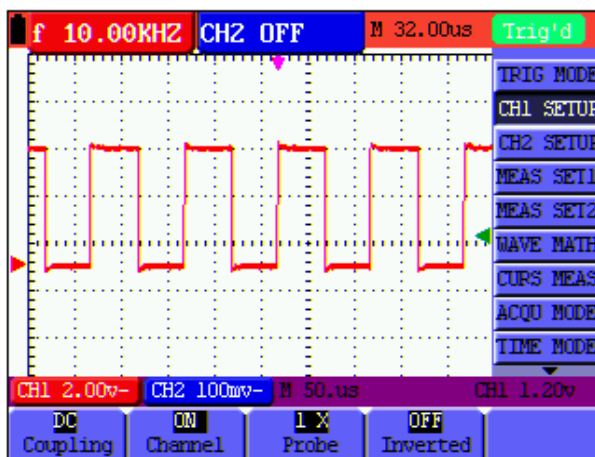 f 10.00KHZ CH2 OFF M 32.00us Trig'd
TRIG MODE
CH1 SETUP
CH2 SETUP
MEAS SET1
MEAS SET2
WAVE MATH
CURS MEAS
ACQU MODE
TIME MODE
CH1 2.00v- CH2 100mv- M 50.us CH1 1.20v
DC ON 1 X OFF
Coupling Channel Probe Inverted